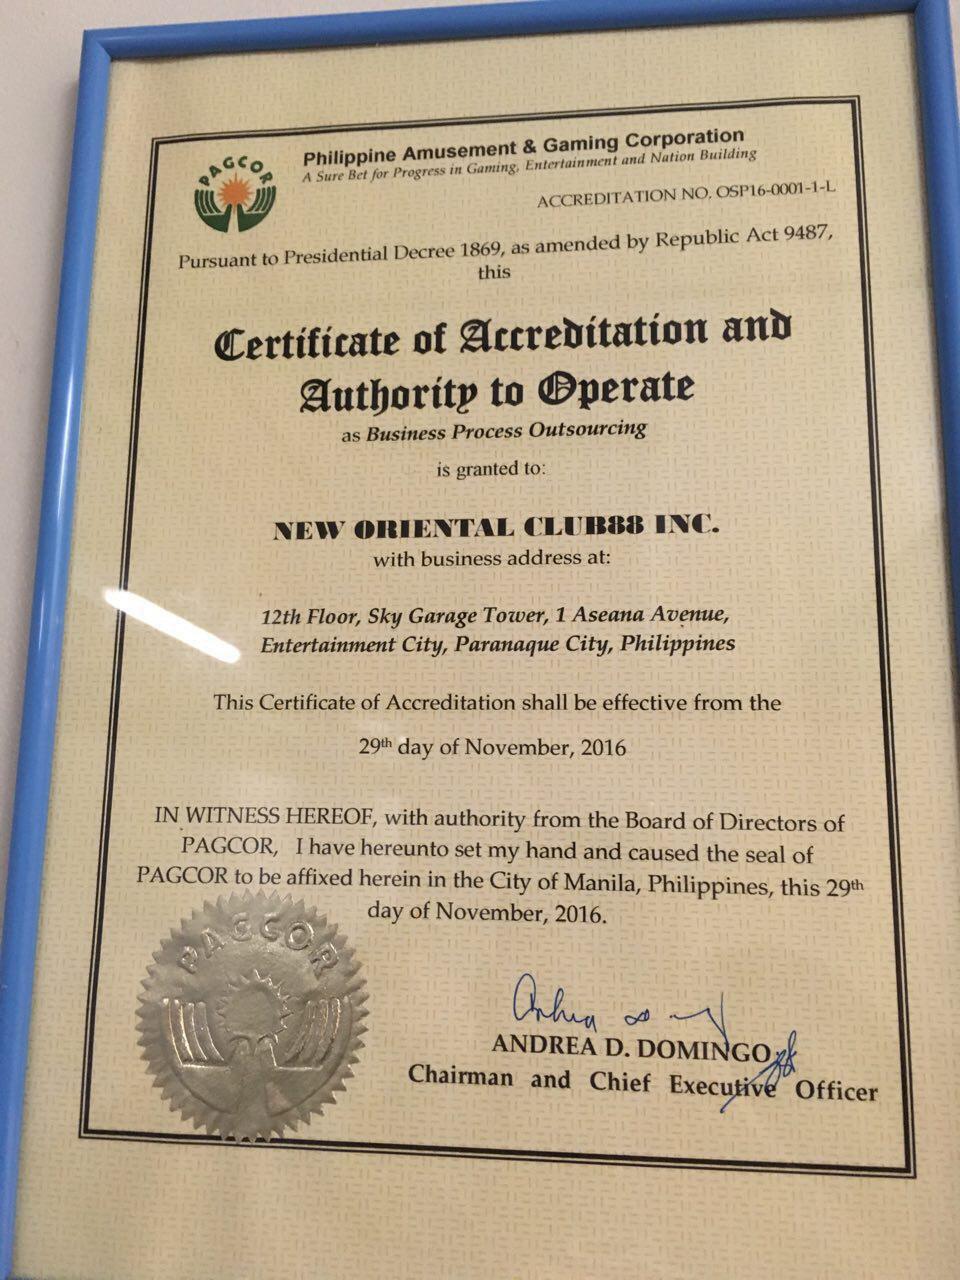 PAGCOR
Philippine Amusement & Gaming Corporation
A Sure Bet for Progress in Gaming, Entertainment and Nation Building
ACCREDITATION NO. OSP16-0001-1-L
Pursuant to Presidential Decree 1869, as amended by Republic Act 9487,
this
Certificate of Accreditation and
Authority to Operate
as Business Process Outsourcing
is granted to:
NEW ORIENTAL CLUB88 INC.
with business address at:
12th Floor, Sky Garage Tower, 1 Aseana Avenue,
Entertainment City, Paranaque City, Philippines
This Certificate of Accreditation shall be effective from the
29th day of November, 2016
IN WITNESS HEREOF, with authority from the Board of Directors of
PAGCOR, I have hereunto set my hand and caused the seal of
PAGCOR to be affixed herein in the City of Manila, Philippines, this 29th
day of November, 2016.
PAGCOR
ANDREA D. DOMINGO
Chairman and Chief Executive Officer